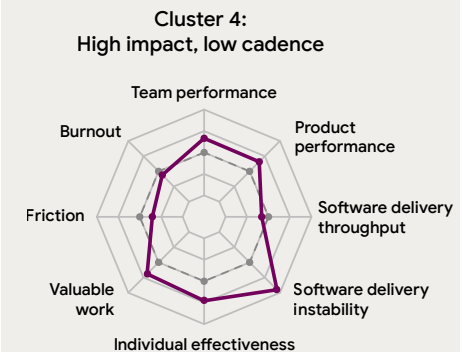 Cluster 4:
High impact, low cadence
Team performance
Burnout
Product
performance
Friction
Software delivery
throughput
Valuable
work
Software delivery
instability
Individual effectiveness